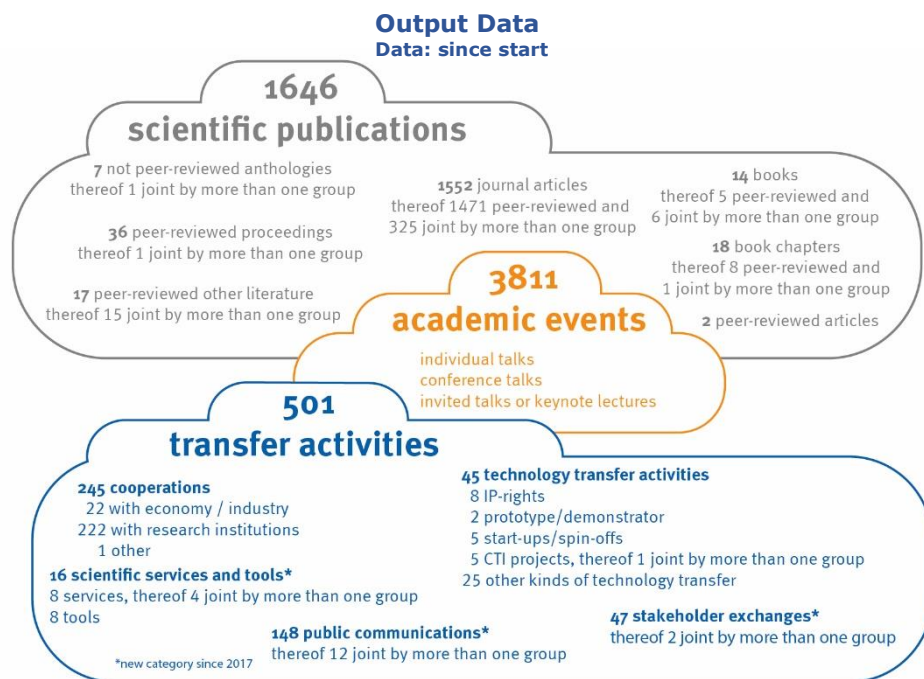 Output Data
Data: since start
1646
scientific publications
7 not peer-reviewed anthologies
thereof 1 joint by more than one group
36 peer-reviewed proceedings
thereof 1 joint by more than one group
17 peer-reviewed other literature
thereof 15 joint by more than one group
1552 journal articles
thereof 1471 peer-reviewed and
325 joint by more than one group
14 books
thereof 5 peer-reviewed and
6 joint by more than one group
18 book chapters
thereof 8 peer-reviewed and
1 joint by more than one group
2 peer-reviewed articles
3811
academic events
individual talks
conference talks
invited talks or keynote lectures
501
transfer activities
245 cooperations
22 with economy / industry
222 with research institutions
1 other
16 scientific services and tools*
8 services, thereof 4 joint by more than one group
8 tools
45 technology transfer activities
8 IP-rights
2 prototype/demonstrator
5 start-ups/spin-offs
5 CTI projects, thereof 1 joint by more than one group
25 other kinds of technology transfer
47 stakeholder exchanges*
thereof 2 joint by more than one group
148 public communications*
thereof 12 joint by more than one group
*new category since 2017